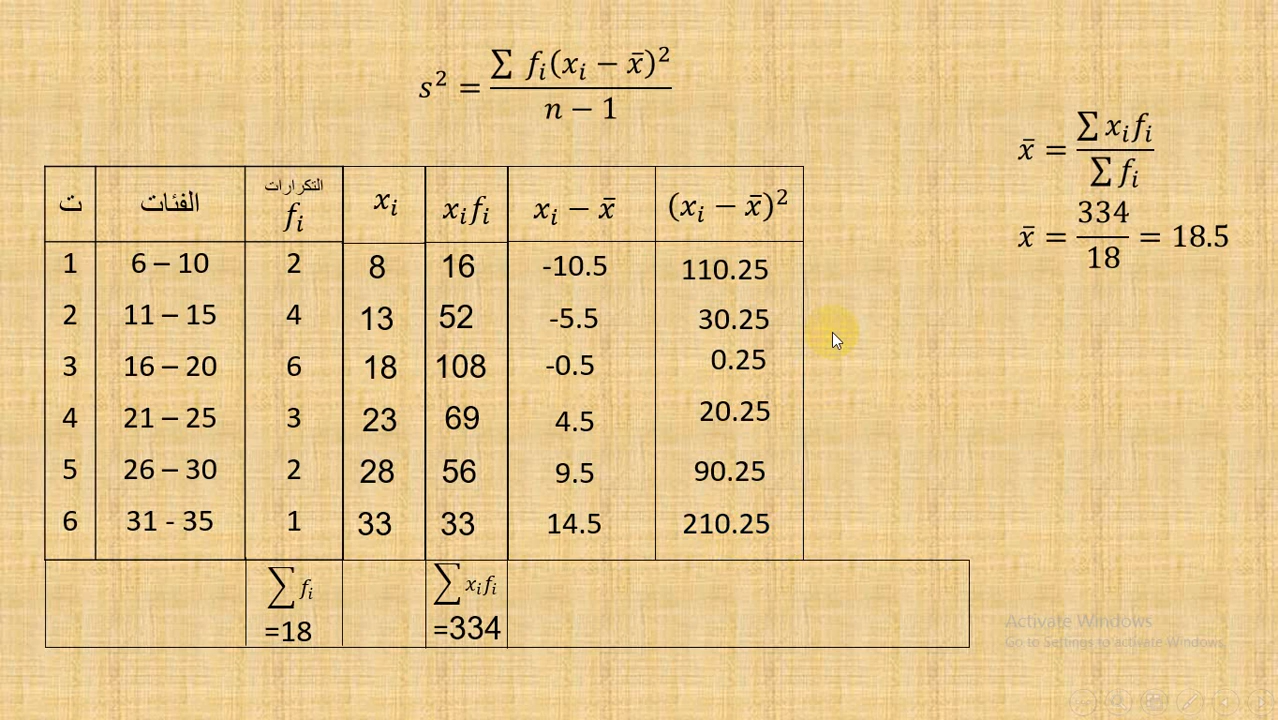 s² = ∑ fᵢ(xᵢ − x̄)² / n − 1
x̄ = ∑ xᵢfᵢ / ∑ fᵢ
x̄ = 334 / 18 = 18.5
ت الفئات التكرارات fᵢ xᵢ xᵢfᵢ xᵢ − x̄ (xᵢ − x̄)²
1 6 – 10 2 8 16 -10.5 110.25
2 11 – 15 4 13 52 -5.5 30.25
3 16 – 20 6 18 108 -0.5 0.25
4 21 – 25 3 23 69 4.5 20.25
5 26 – 30 2 28 56 9.5 90.25
6 31 - 35 1 33 33 14.5 210.25
∑ fᵢ ∑ xᵢfᵢ
=18 =334
Activate Windows
Go to Settings to activate Windows.